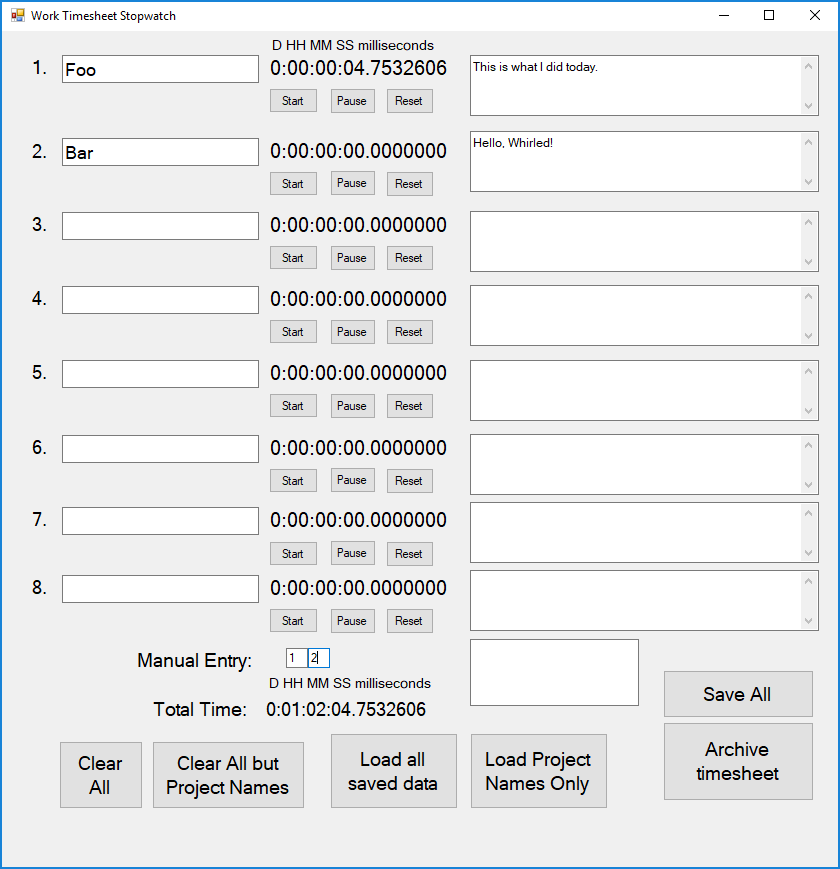 Work Timesheet Stopwatch
D HH MM SS milliseconds
1. Foo 0:00:00:04.7532606 This is what I did today.
Start Pause Reset
2. Bar 0:00:00:00.0000000 Hello, Whirled!
Start Pause Reset
3. 0:00:00:00.0000000
Start Pause Reset
4. 0:00:00:00.0000000
Start Pause Reset
5. 0:00:00:00.0000000
Start Pause Reset
6. 0:00:00:00.0000000
Start Pause Reset
7. 0:00:00:00.0000000
Start Pause Reset
8. 0:00:00:00.0000000
Start Pause Reset
Manual Entry: 1 2
D HH MM SS milliseconds
Total Time: 0:01:02:04.7532606
Save All
Clear
All
Clear All but
Project Names
Load all
saved data
Load Project
Names Only
Archive
timesheet